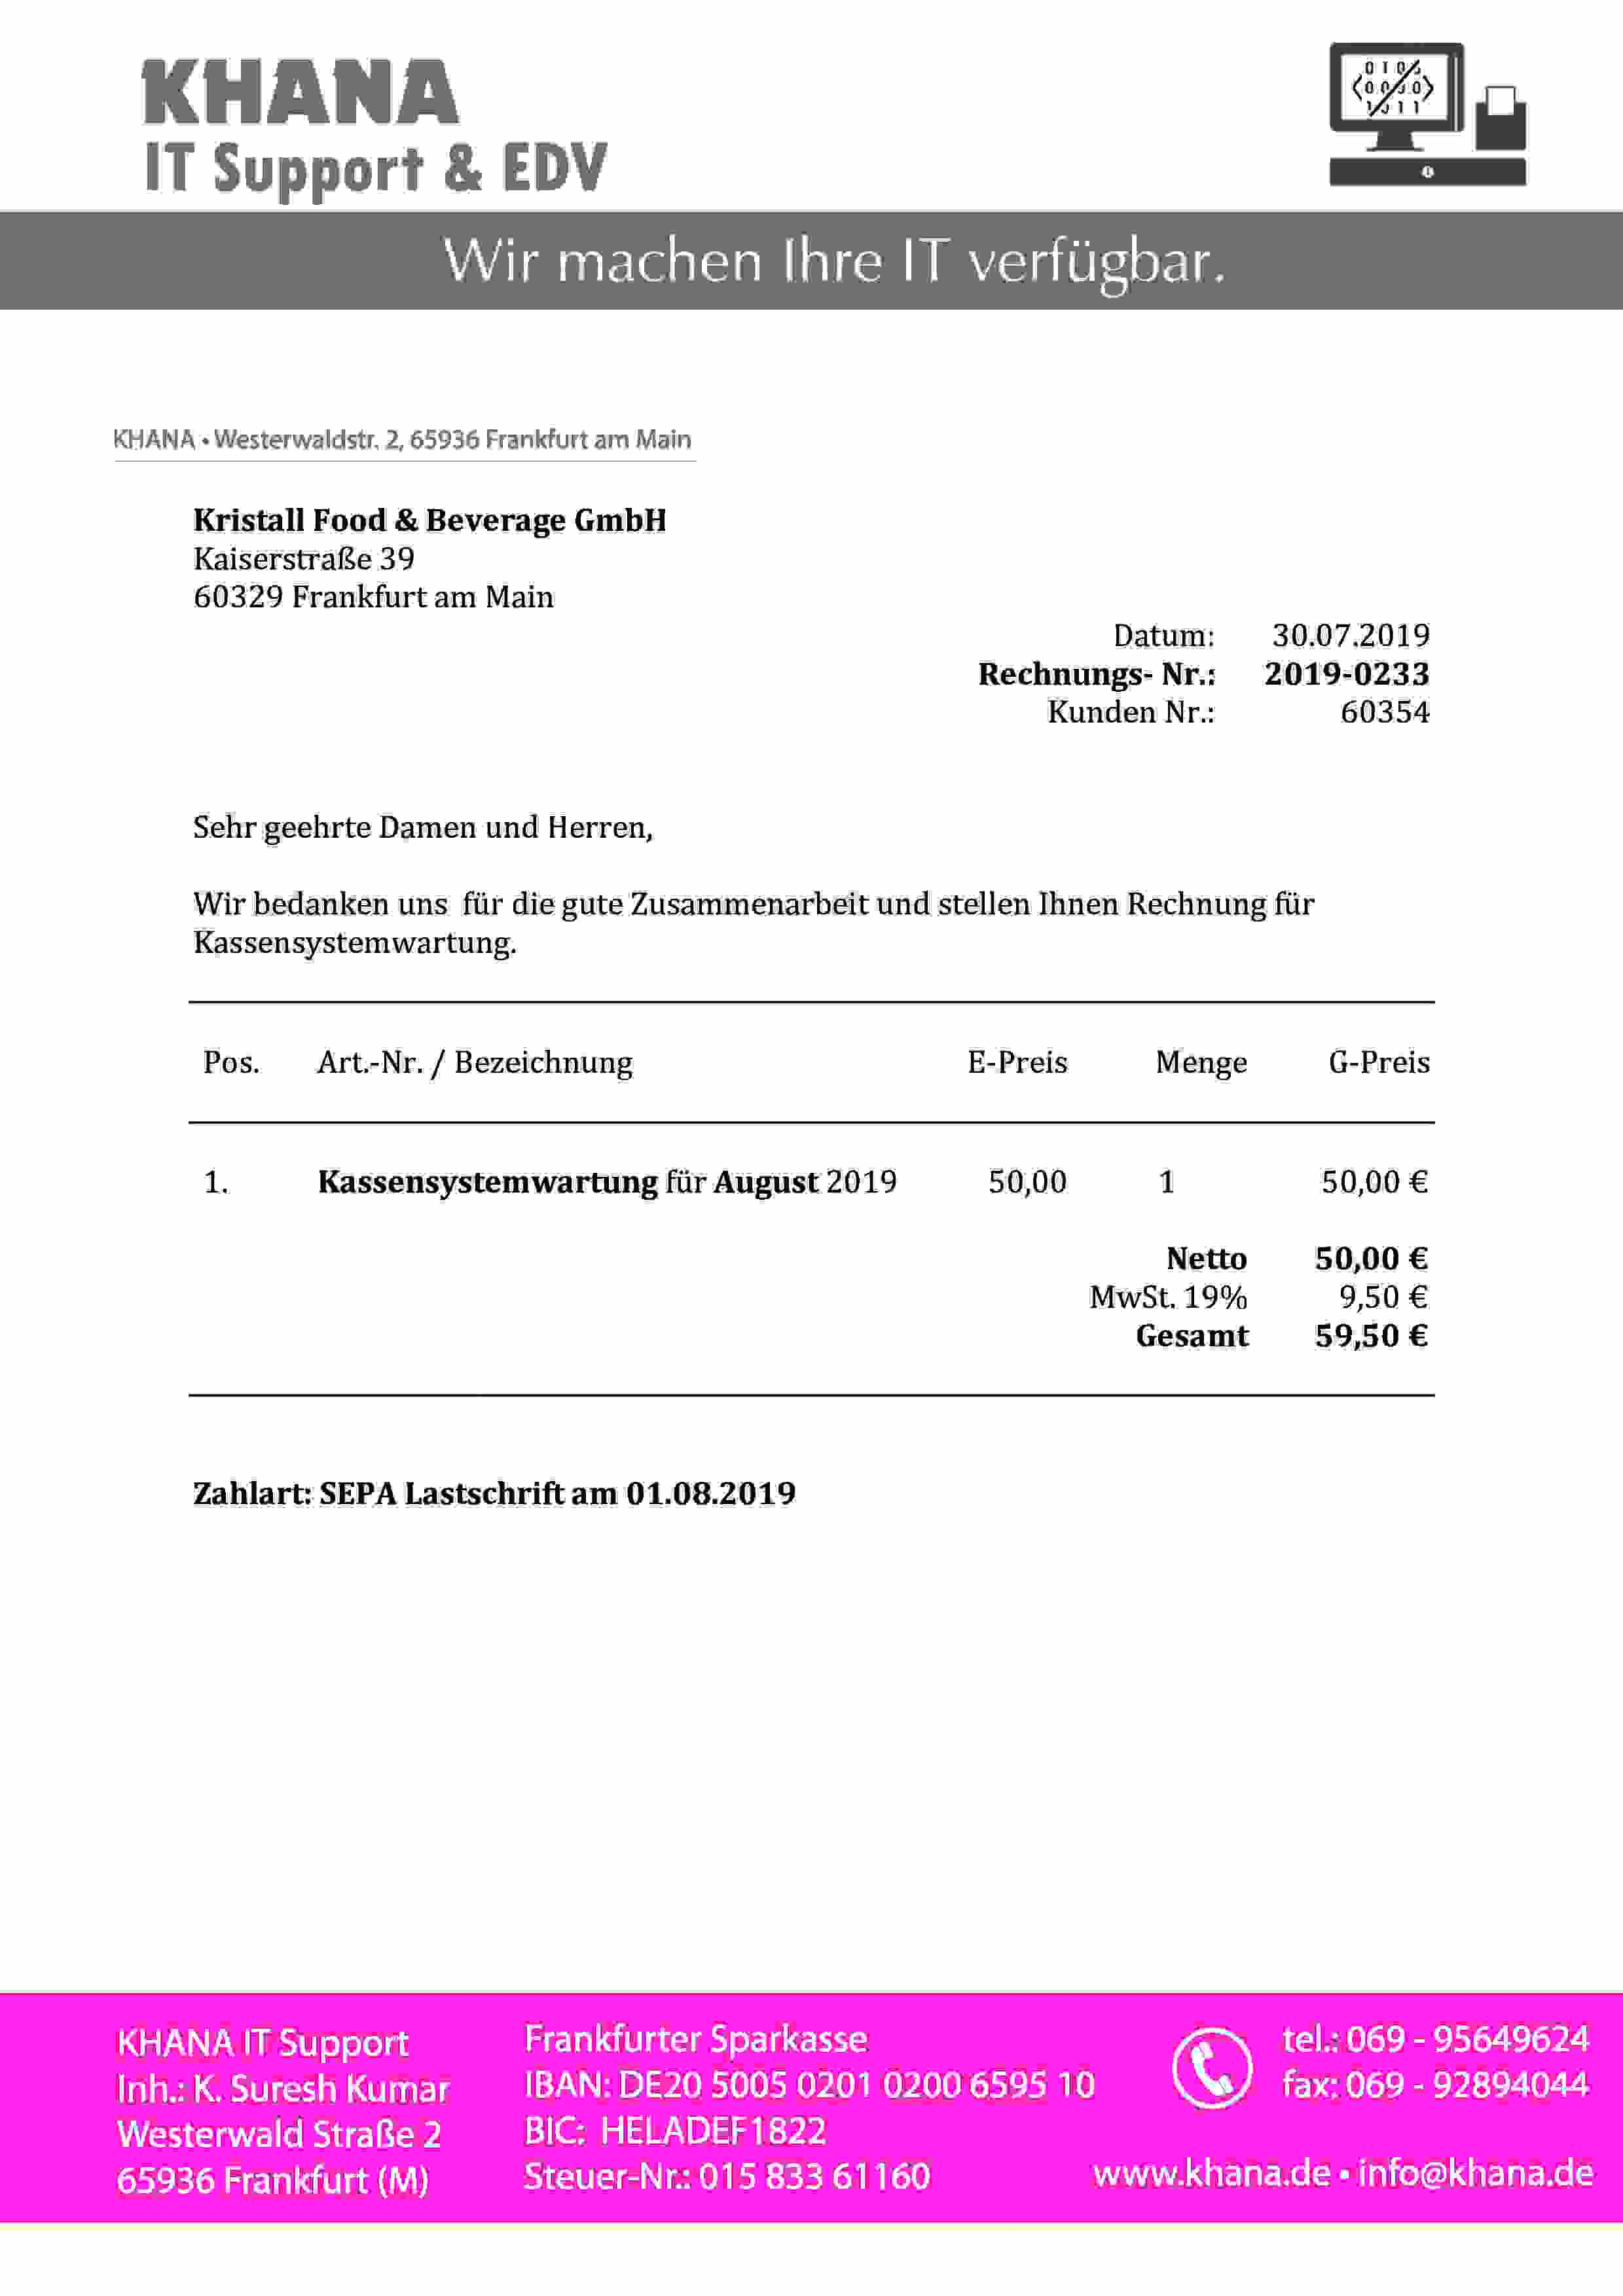 KHANA
IT Support & EDV
Wir machen Ihre IT verfügbar.
KHANA • Westerwaldstr. 2, 65936 Frankfurt am Main
Kristall Food & Beverage GmbH
Kaiserstraße 39
60329 Frankfurt am Main
Datum: 30.07.2019
Rechnungs- Nr.: 2019-0233
Kunden Nr.: 60354
Sehr geehrte Damen und Herren,
Wir bedanken uns für die gute Zusammenarbeit und stellen Ihnen Rechnung für
Kassensystemwartung.
Pos. Art.-Nr. / Bezeichnung E-Preis Menge G-Preis
1. Kassensystemwartung für August 2019 50,00 1 50,00 €
Netto 50,00 €
MwSt. 19% 9,50 €
Gesamt 59,50 €
Zahlart: SEPA Lastschrift am 01.08.2019
KHANA IT Support
Inh.: K. Suresh Kumar
Westerwald Straße 2
65936 Frankfurt (M)
Frankfurter Sparkasse
IBAN: DE20 5005 0201 0200 6595 10
BIC: HELADEF1822
Steuer-Nr.: 015 833 61160
tel.: 069 - 95649624
fax: 069 - 92894044
www.khana.de • info@khana.de